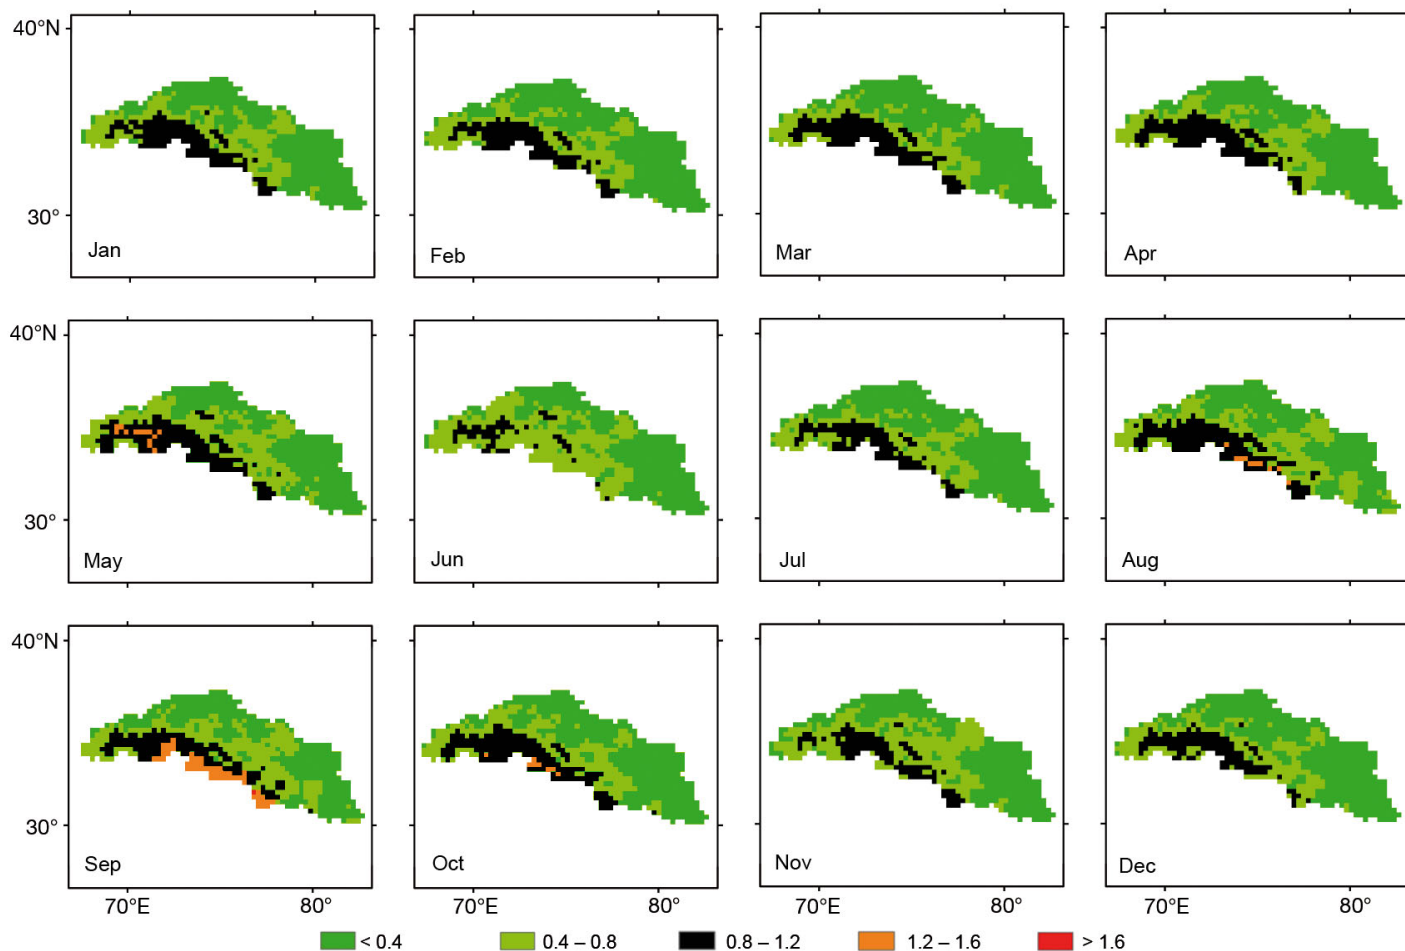 40°N
30°
Jan
Feb
Mar
Apr
40°N
30°
May
Jun
Jul
Aug
40°N
30°
Sep
Oct
Nov
Dec
70°E 80° 70°E 80° 70°E 80° 70°E 80°
< 0.4 0.4 – 0.8 0.8 – 1.2 1.2 – 1.6 > 1.6